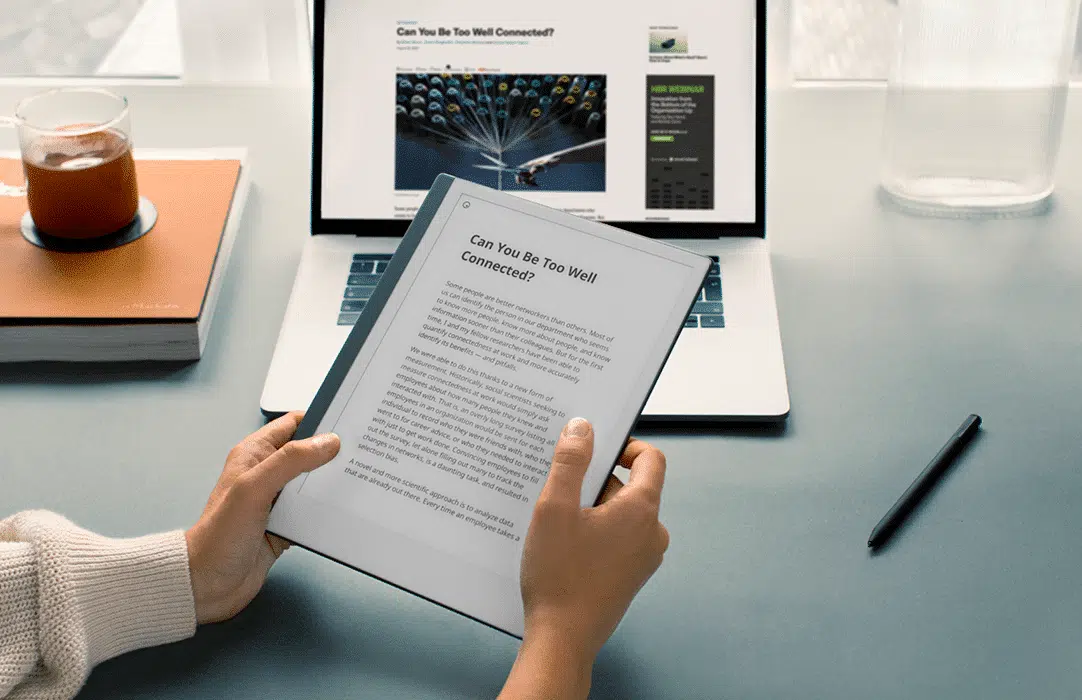 Can You Be Too Well Connected?
HBR WEBINAR
Innovation from
the Bottom of the
Organization Up
Can You Be Too Well
Connected?
Some people are better networkers than others. Most of
us can identify the person in our department who seems
to know more people, know more about people, and know
information sooner than their colleagues. But for the first
time, I and my fellow researchers have been able to
quantify connectedness at work and more accurately
identify its benefits — and pitfalls.
We were able to do this thanks to a new form of
measurement. Historically, social scientists seeking to
measure connectedness at work would simply ask
employees about how many people they knew and
interacted with. That is, an overly long survey listing all
employees in an organization would be sent for each
individual to record who they were friends with, who they
went to for career advice, or who they needed to interact
with just to get work done. Convincing employees to fill
out the survey, let alone filling out many to track the
changes in networks, is a daunting task, and resulted in
selection bias.
A novel and more scientific approach is to analyze data
that are already out there. Every time an employee takes a